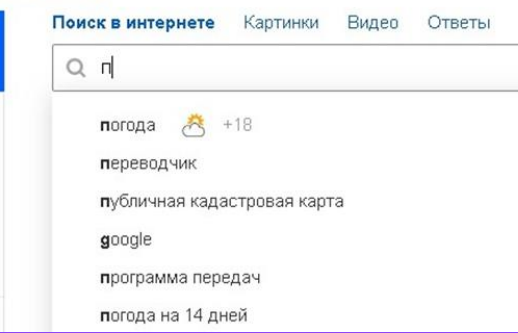 Поиск в интернете Картинки Видео Ответы
п
погода +18
переводчик
публичная кадастровая карта
google
программа передач
погода на 14 дней